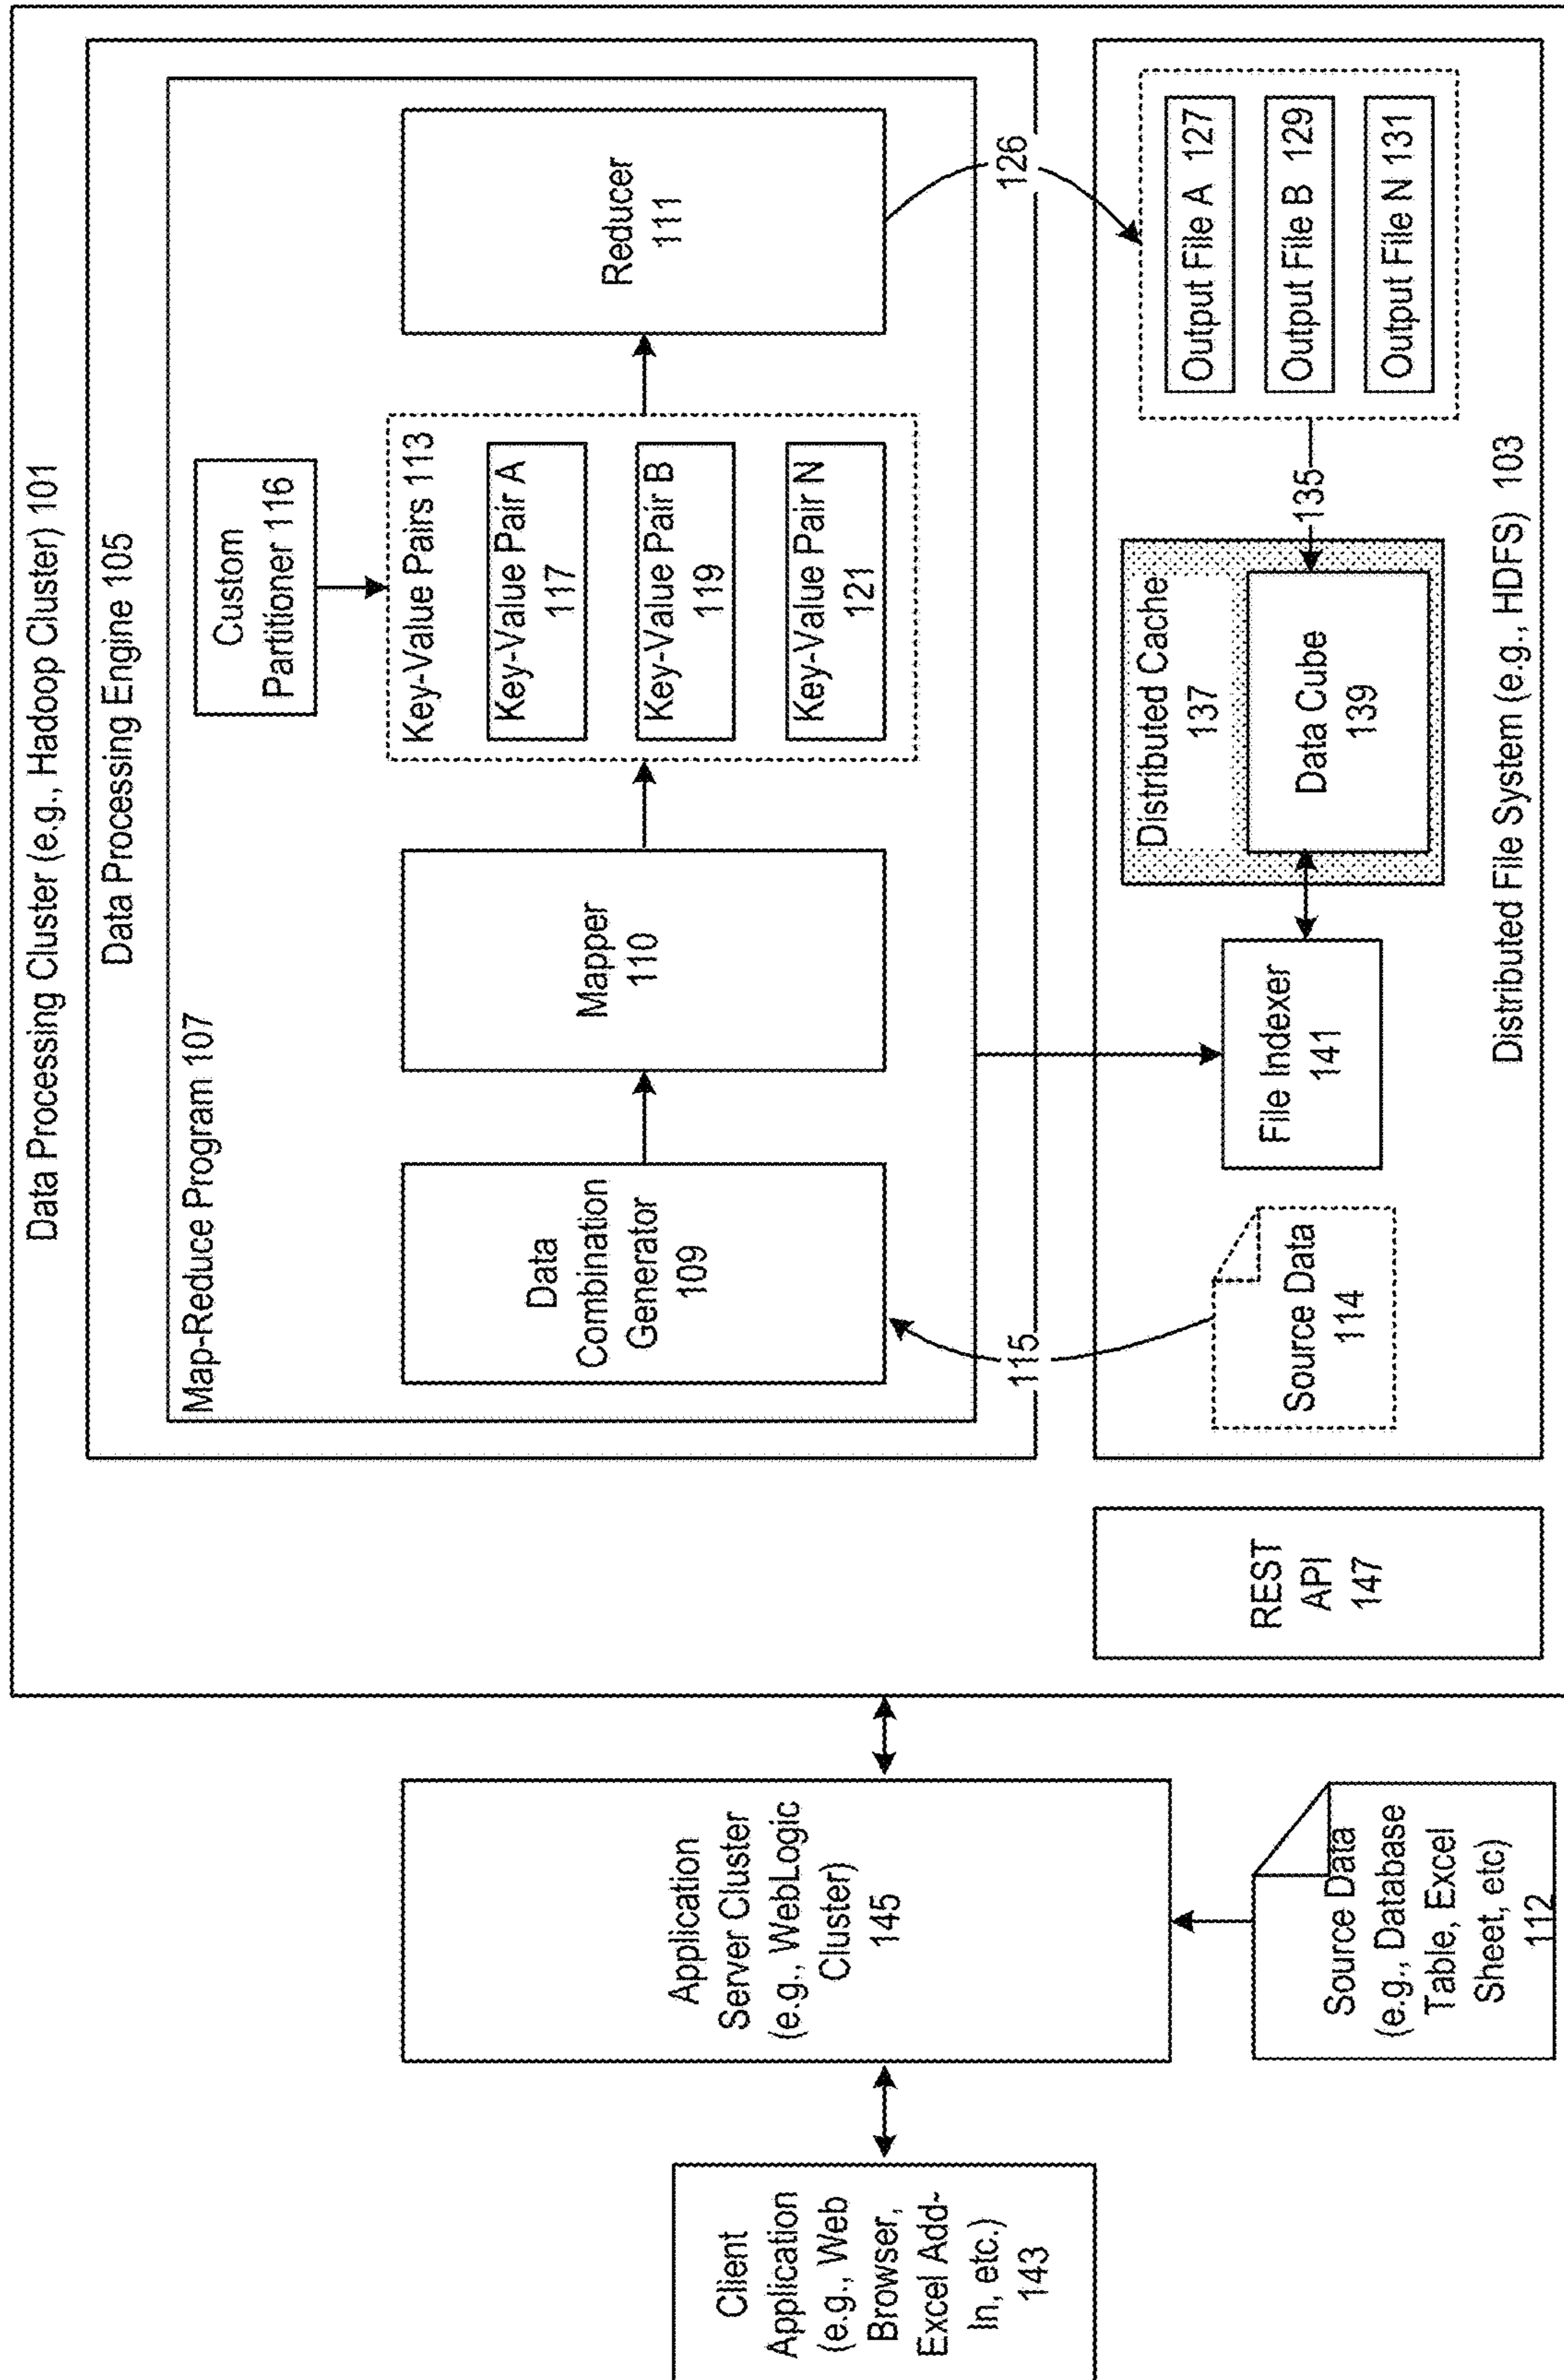 Data Processing Cluster (e.g., Hadoop Cluster) 101
Data Processing Engine 105
Map-Reduce Program 107
Custom
Partitioner 116
Data
Combination
Generator
109
Mapper
110
Key-Value Pairs 113
Key-Value Pair A
117
Key-Value Pair B
119
Key-Value Pair N
121
Reducer
111
115
126
Client
Application
(e.g., Web
Browser,
Excel Add-
In, etc.)
143
Application
Server Cluster
(e.g., WebLogic
Cluster)
145
Source Data
(e.g., Database
Table, Excel
Sheet, etc)
112
REST
API
147
Source Data
114
File Indexer
141
Distributed Cache
137
Data Cube
139
135
Output File A 127
Output File B 129
Output File N 131
Distributed File System (e.g., HDFS) 103